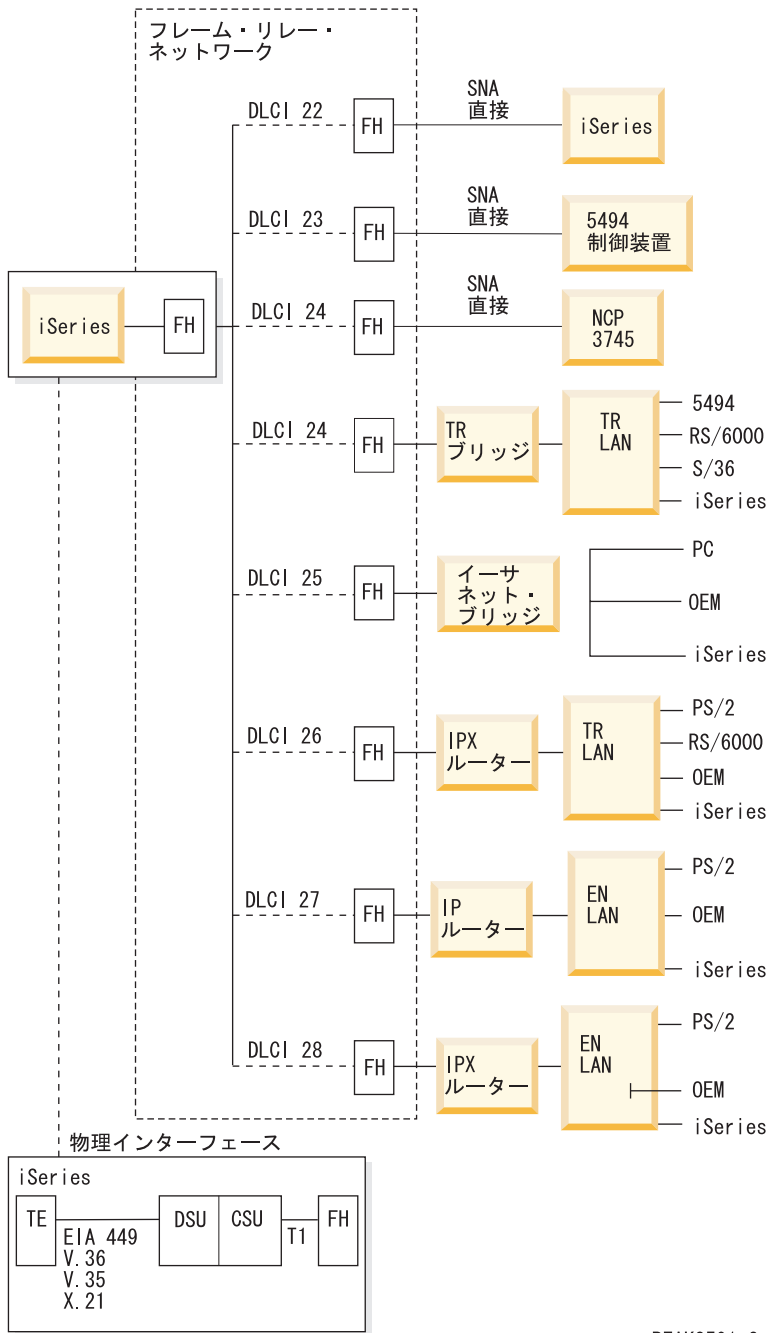 フレーム・リレー・
ネットワーク
DLCI 22
FH
SNA
直接
iSeries
DLCI 23
FH
SNA
直接
5494
制御装置
iSeries
FH
DLCI 24
FH
SNA
直接
NCP
3745
DLCI 24
FH
TR
ブリッジ
TR
LAN
5494
RS/6000
S/36
iSeries
DLCI 25
FH
イーサ
ネット・
ブリッジ
PC
OEM
iSeries
DLCI 26
FH
IPX
ルーター
TR
LAN
PS/2
RS/6000
OEM
iSeries
DLCI 27
FH
IP
ルーター
EN
LAN
PS/2
OEM
iSeries
DLCI 28
FH
IPX
ルーター
EN
LAN
PS/2
OEM
iSeries
物理インターフェース
iSeries
TE
EIA 449
V.36
V.35
X.21
DSU
CSU
T1
FH